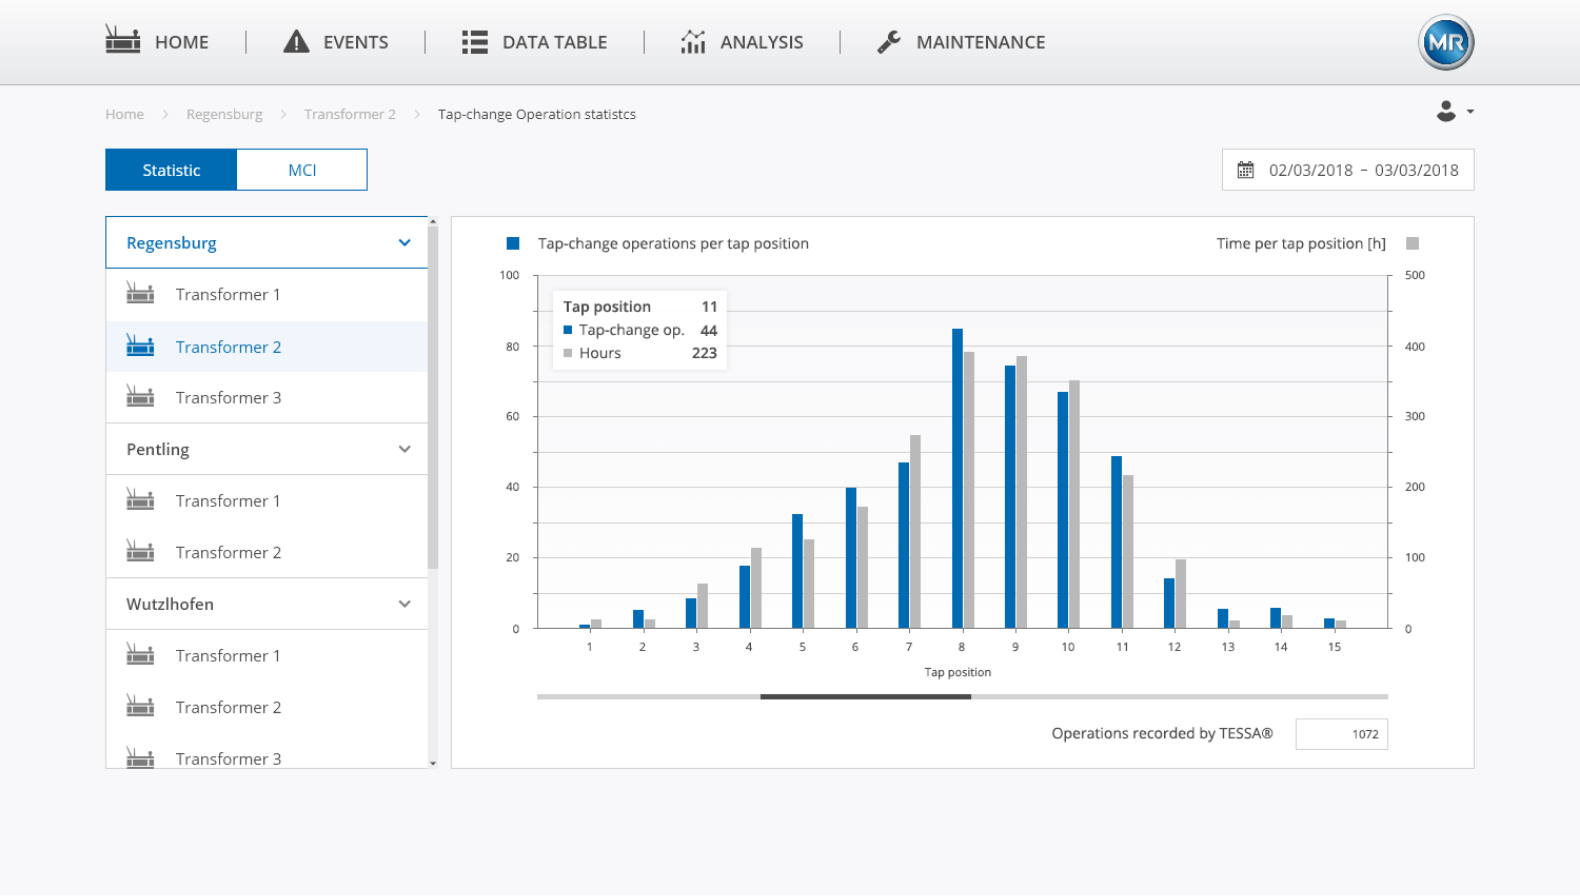 HOME
EVENTS
DATA TABLE
ANALYSIS
MAINTENANCE
MR
Home > Regensburg > Transformer 2 > Tap-change Operation statistcs
Statistic
MCI
02/03/2018 – 03/03/2018
Regensburg
Transformer 1
Transformer 2
Transformer 3
Pentling
Transformer 1
Transformer 2
Wutzlhofen
Transformer 1
Transformer 2
Transformer 3
Tap-change operations per tap position
Time per tap position [h]
100
80
60
40
20
0
Tap position 11
Tap-change op. 44
Hours 223
500
400
300
200
100
0
1 2 3 4 5 6 7 8 9 10 11 12 13 14 15
Tap position
Operations recorded by TESSA® 1072